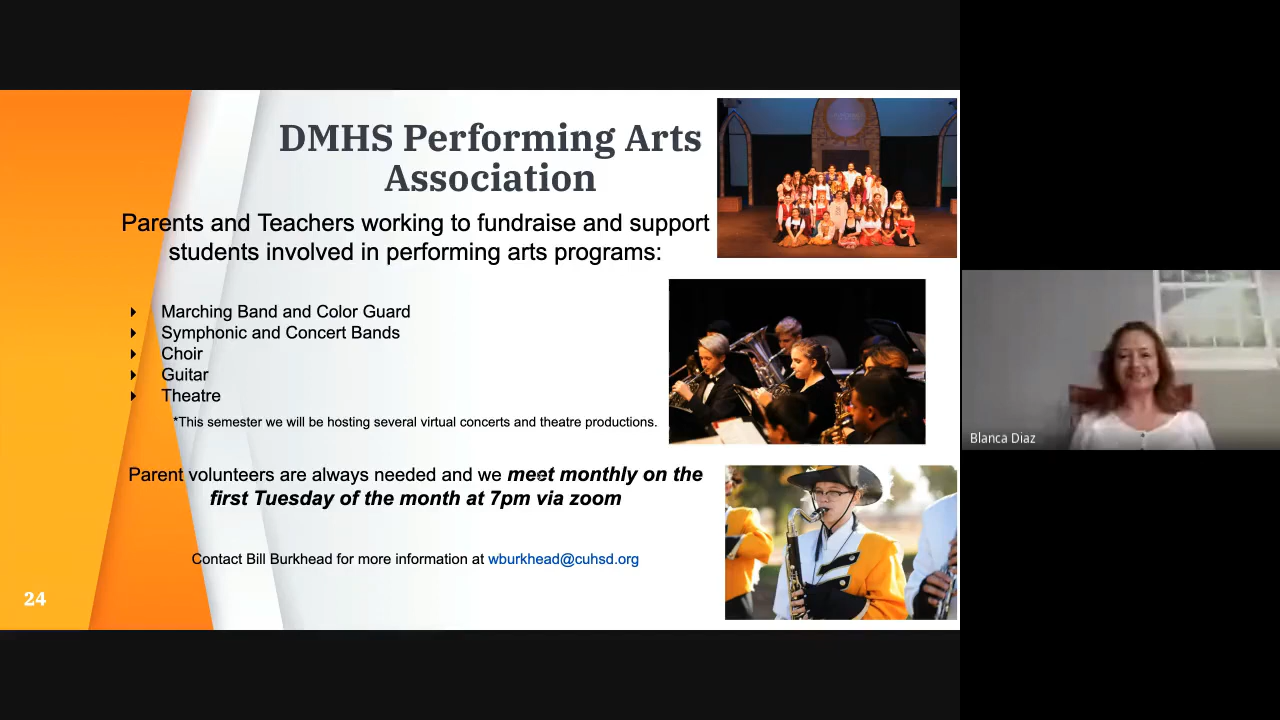 DMHS Performing Arts
Association
Parents and Teachers working to fundraise and support
students involved in performing arts programs:
Marching Band and Color Guard
Symphonic and Concert Bands
Choir
Guitar
Theatre
*This semester we will be hosting several virtual concerts and theatre productions.
Parent volunteers are always needed and we meet monthly on the
first Tuesday of the month at 7pm via zoom
Contact Bill Burkhead for more information at wburkhead@cuhsd.org
24
Blanca Diaz